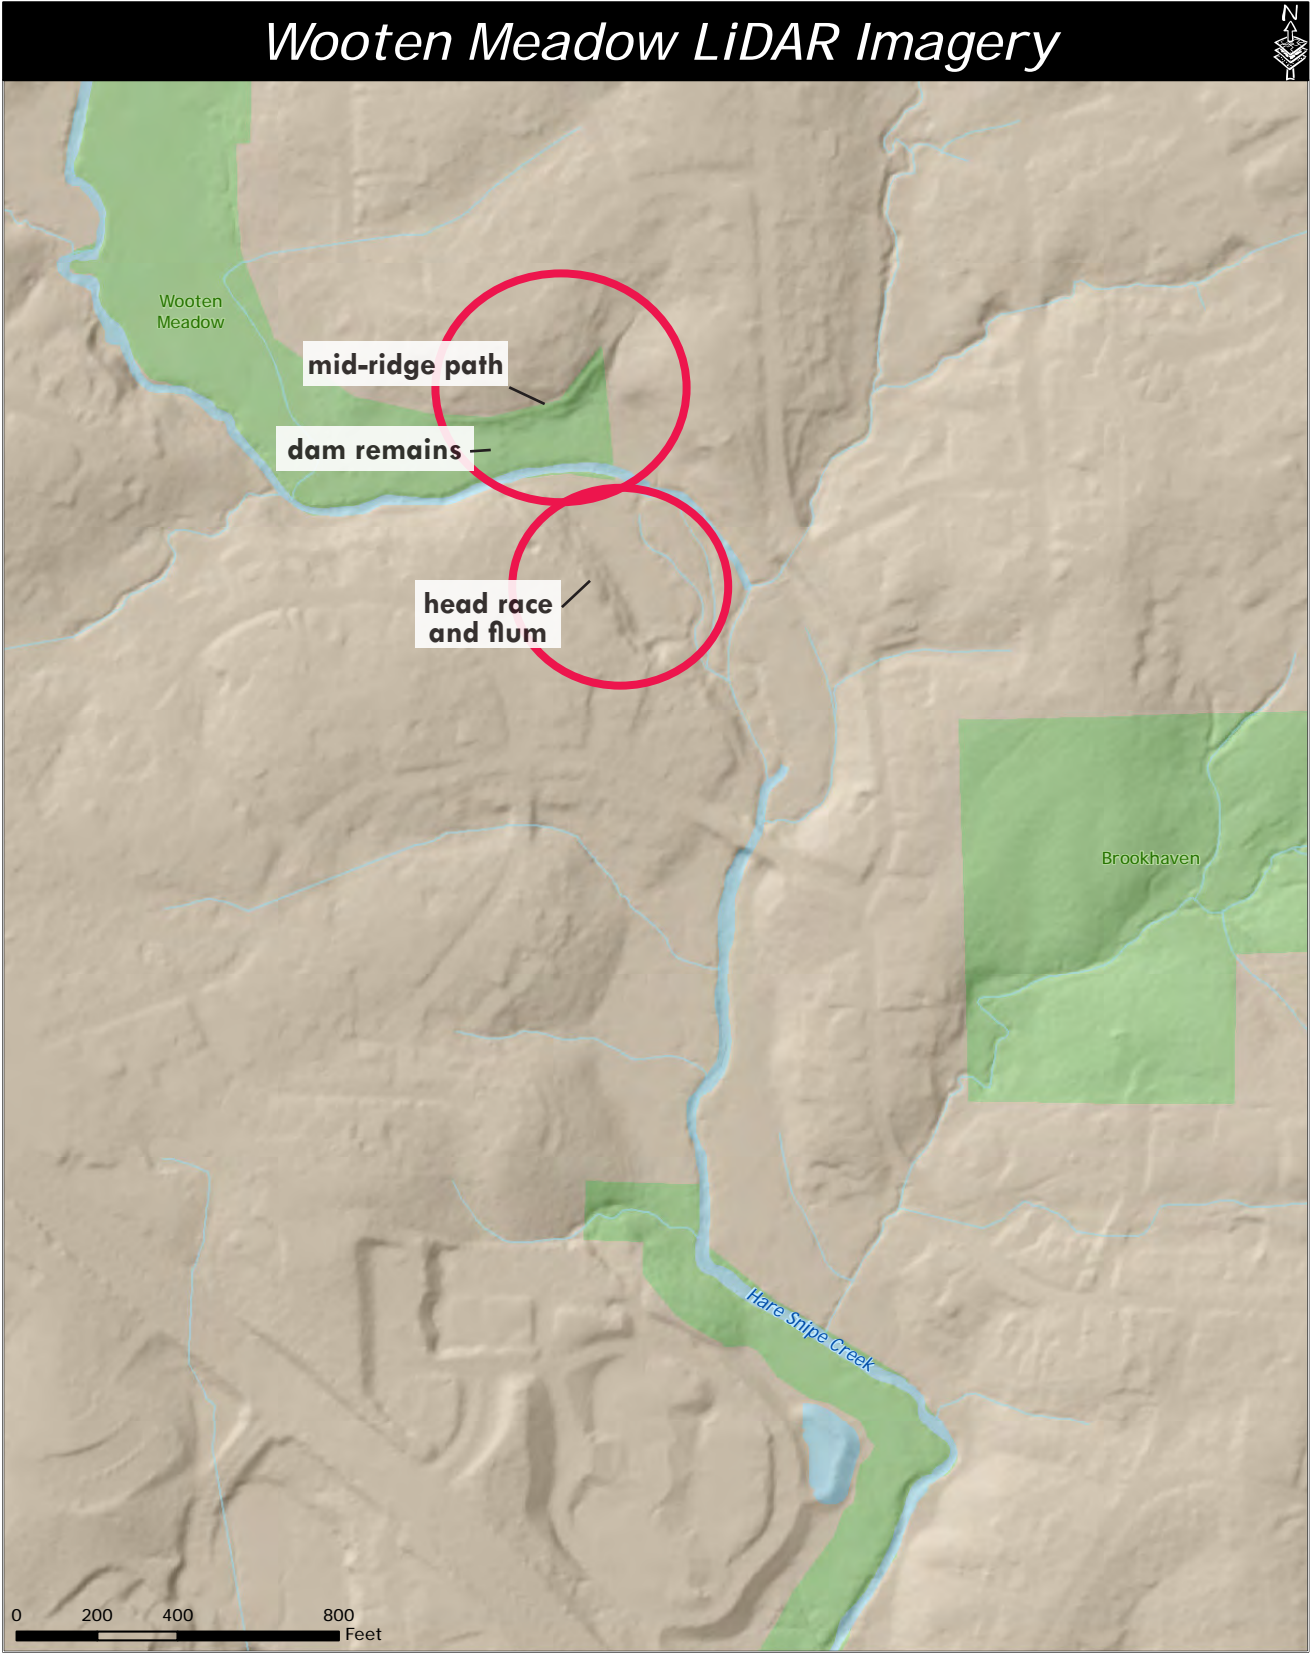 Wooten Meadow LiDAR Imagery
N
Wooten
Meadow
mid-ridge path
dam remains
head race
and flum
Brookhaven
Hare Snipe Creek
0 200 400 800
Feet